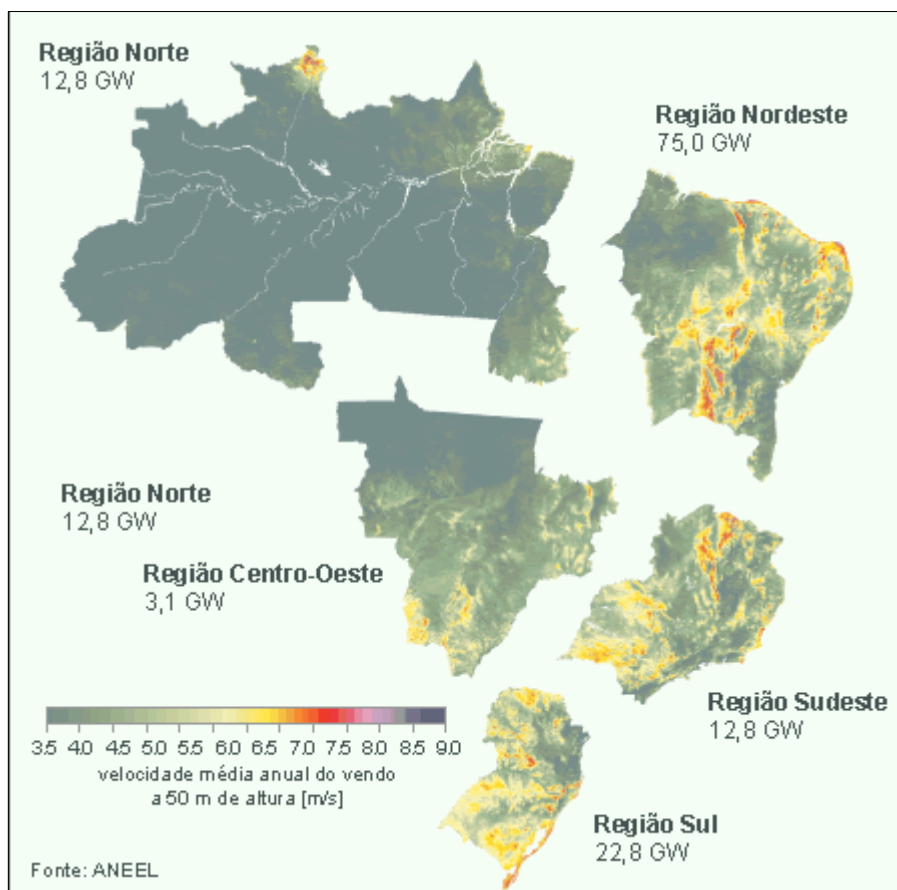 Região Norte
12,8 GW
Região Nordeste
75,0 GW
Região Norte
12,8 GW
Região Centro-Oeste
3,1 GW
Região Sudeste
12,8 GW
3.5 4.0 4.5 5.0 5.5 6.0 6.5 7.0 7.5 8.0 8.5 9.0
velocidade média anual do vendo
a 50 m de altura [m/s]
Região Sul
22,8 GW
Fonte: ANEEL